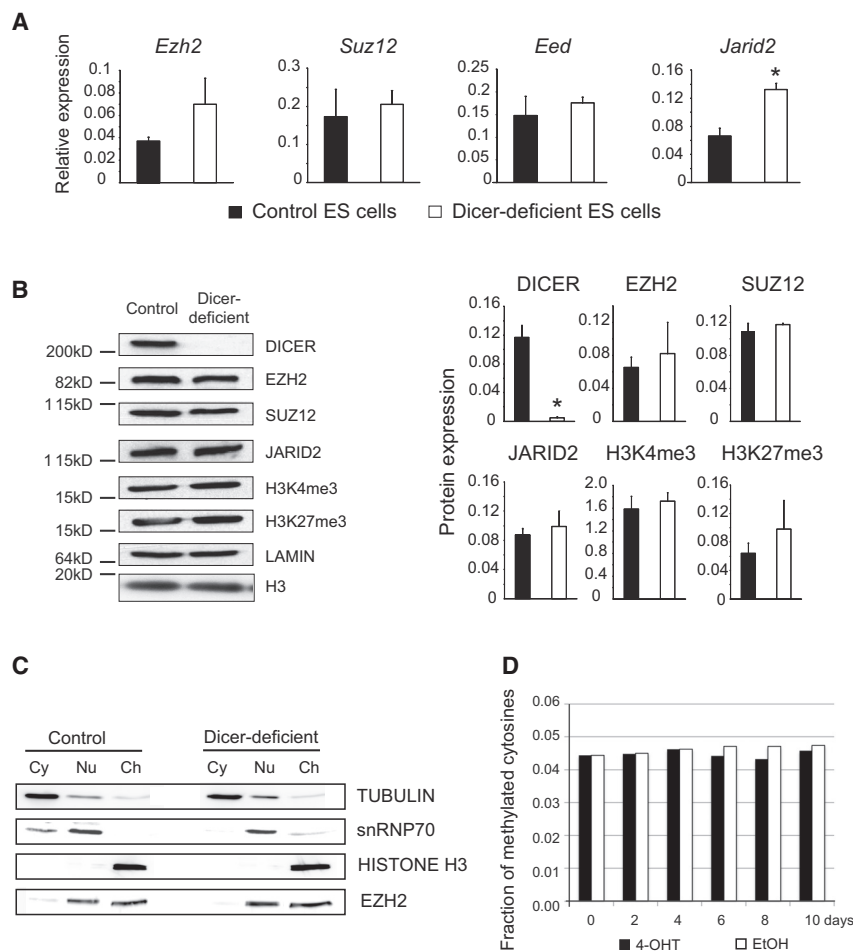 A
Ezh2 Suz12 Eed Jarid2
Relative expression
0.1
0.08
0.06
0.04
0.02
0
0.3
0.2
0.1
0
0.25
0.2
0.15
0.1
0.05
0
0.16
0.12
0.08
0.04
0
*
Control ES cells Dicer-deficient ES cells
B
Control Dicer-deficient
200kD DICER
82kD EZH2
115kD SUZ12
115kD JARID2
15kD H3K4me3
15kD H3K27me3
64kD LAMIN
20kD H3
Protein expression
DICER EZH2 SUZ12
0.16
0.12
0.08
0.04
*
0.12
0.08
0.04
0
0.12
0.08
0.04
0
JARID2 H3K4me3 H3K27me3
0.16
0.12
0.08
0.04
0
2.0
1.6
1.2
0.8
0.4
0
0.16
0.12
0.08
0.04
0
C
Control Dicer-deficient
Cy Nu Ch Cy Nu Ch
TUBULIN
snRNP70
HISTONE H3
EZH2
D
Fraction of methylated cytosines
0.06
0.05
0.04
0.03
0.02
0.01
0.00
0 2 4 6 8 10 days
4-OHT EtOH